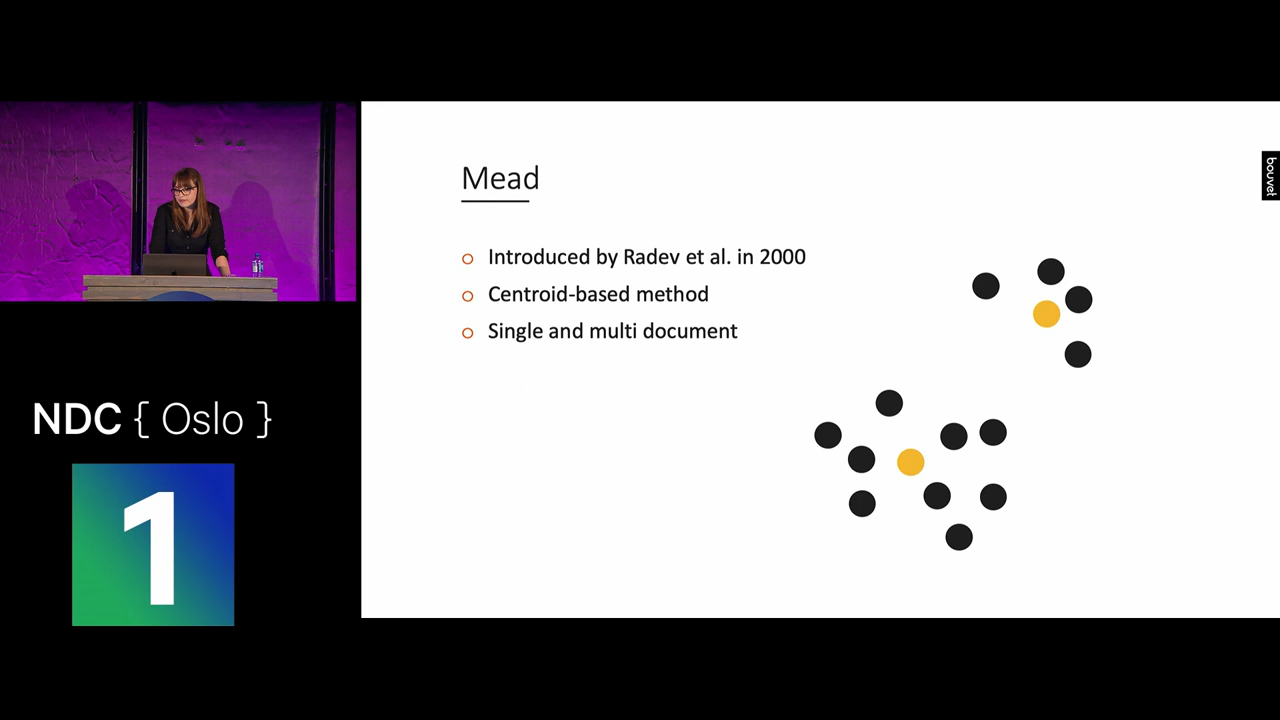 Mead
Introduced by Radev et al. in 2000
Centroid-based method
Single and multi document
bouvet
NDC { Oslo }
1